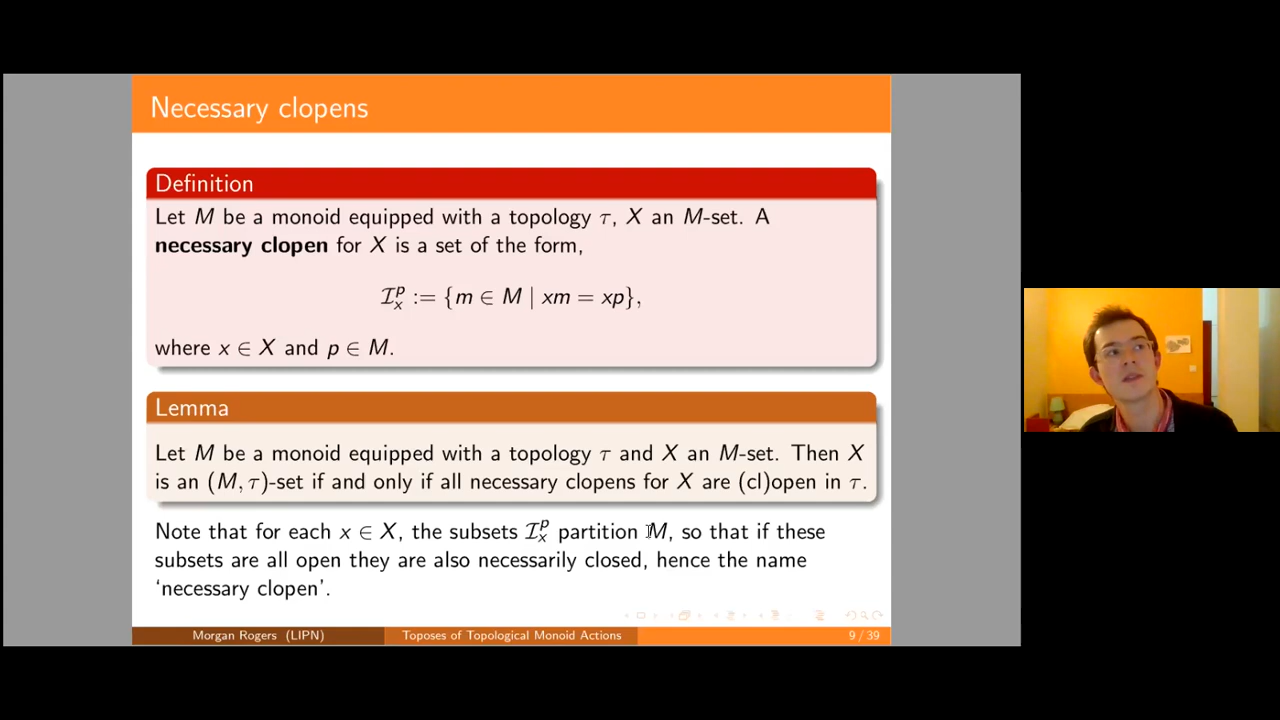 Necessary clopens
Definition
Let M be a monoid equipped with a topology τ, X an M-set. A
necessary clopen for X is a set of the form,
ℐₓᵖ := {m ∈ M | xm = xp},
where x ∈ X and p ∈ M.
Lemma
Let M be a monoid equipped with a topology τ and X an M-set. Then X
is an (M, τ)-set if and only if all necessary clopens for X are (cl)open in τ.
Note that for each x ∈ X, the subsets ℐₓᵖ partition M, so that if these
subsets are all open they are also necessarily closed, hence the name
‘necessary clopen’.
Morgan Rogers (LIPN) Toposes of Topological Monoid Actions 9 / 39